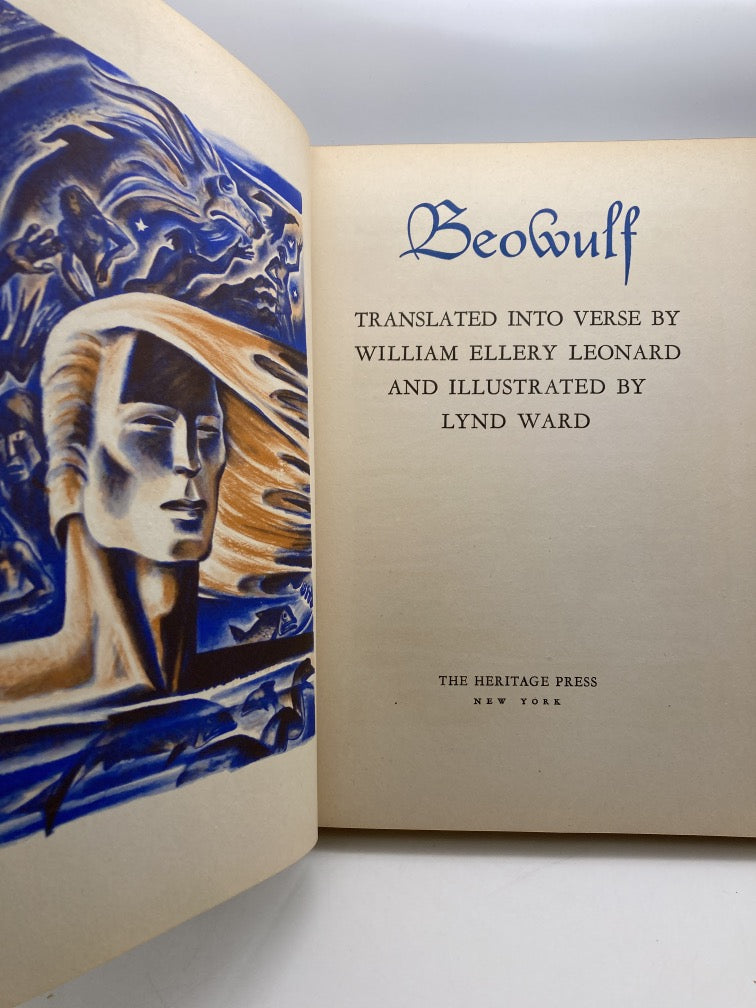 Beowulf
TRANSLATED INTO VERSE BY
WILLIAM ELLERY LEONARD
AND ILLUSTRATED BY
LYND WARD
THE HERITAGE PRESS
NEW YORK